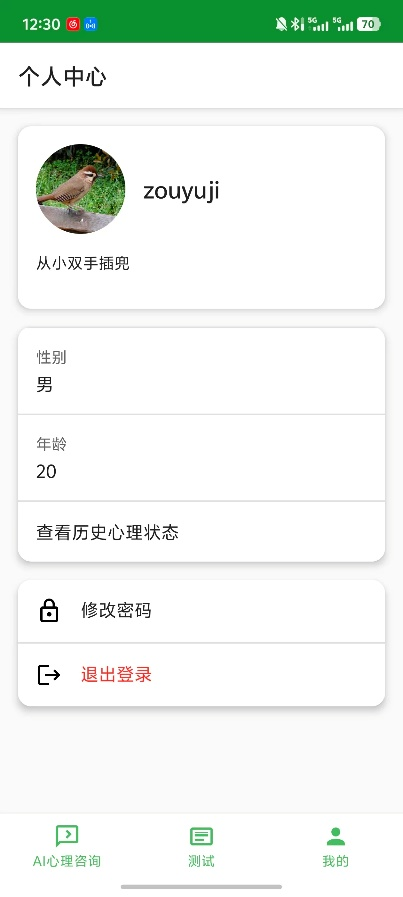 12:30
5G 5G 70
个人中心
zouyuji
从小双手插兜
性别
男
年龄
20
查看历史心理状态
修改密码
退出登录
AI心理咨询
测试
我的